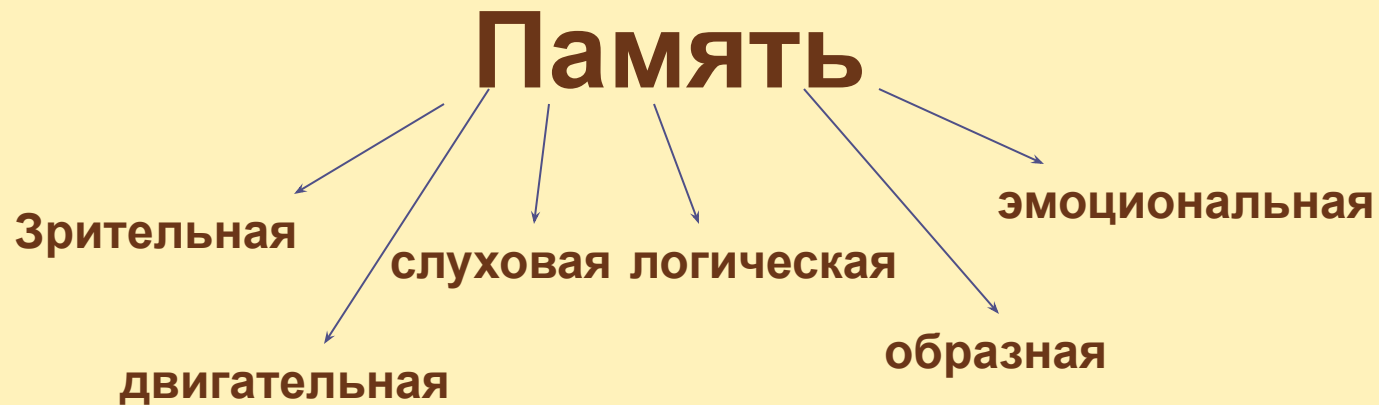 Память
Зрительная
эмоциональная
слуховая логическая
образная
двигательная